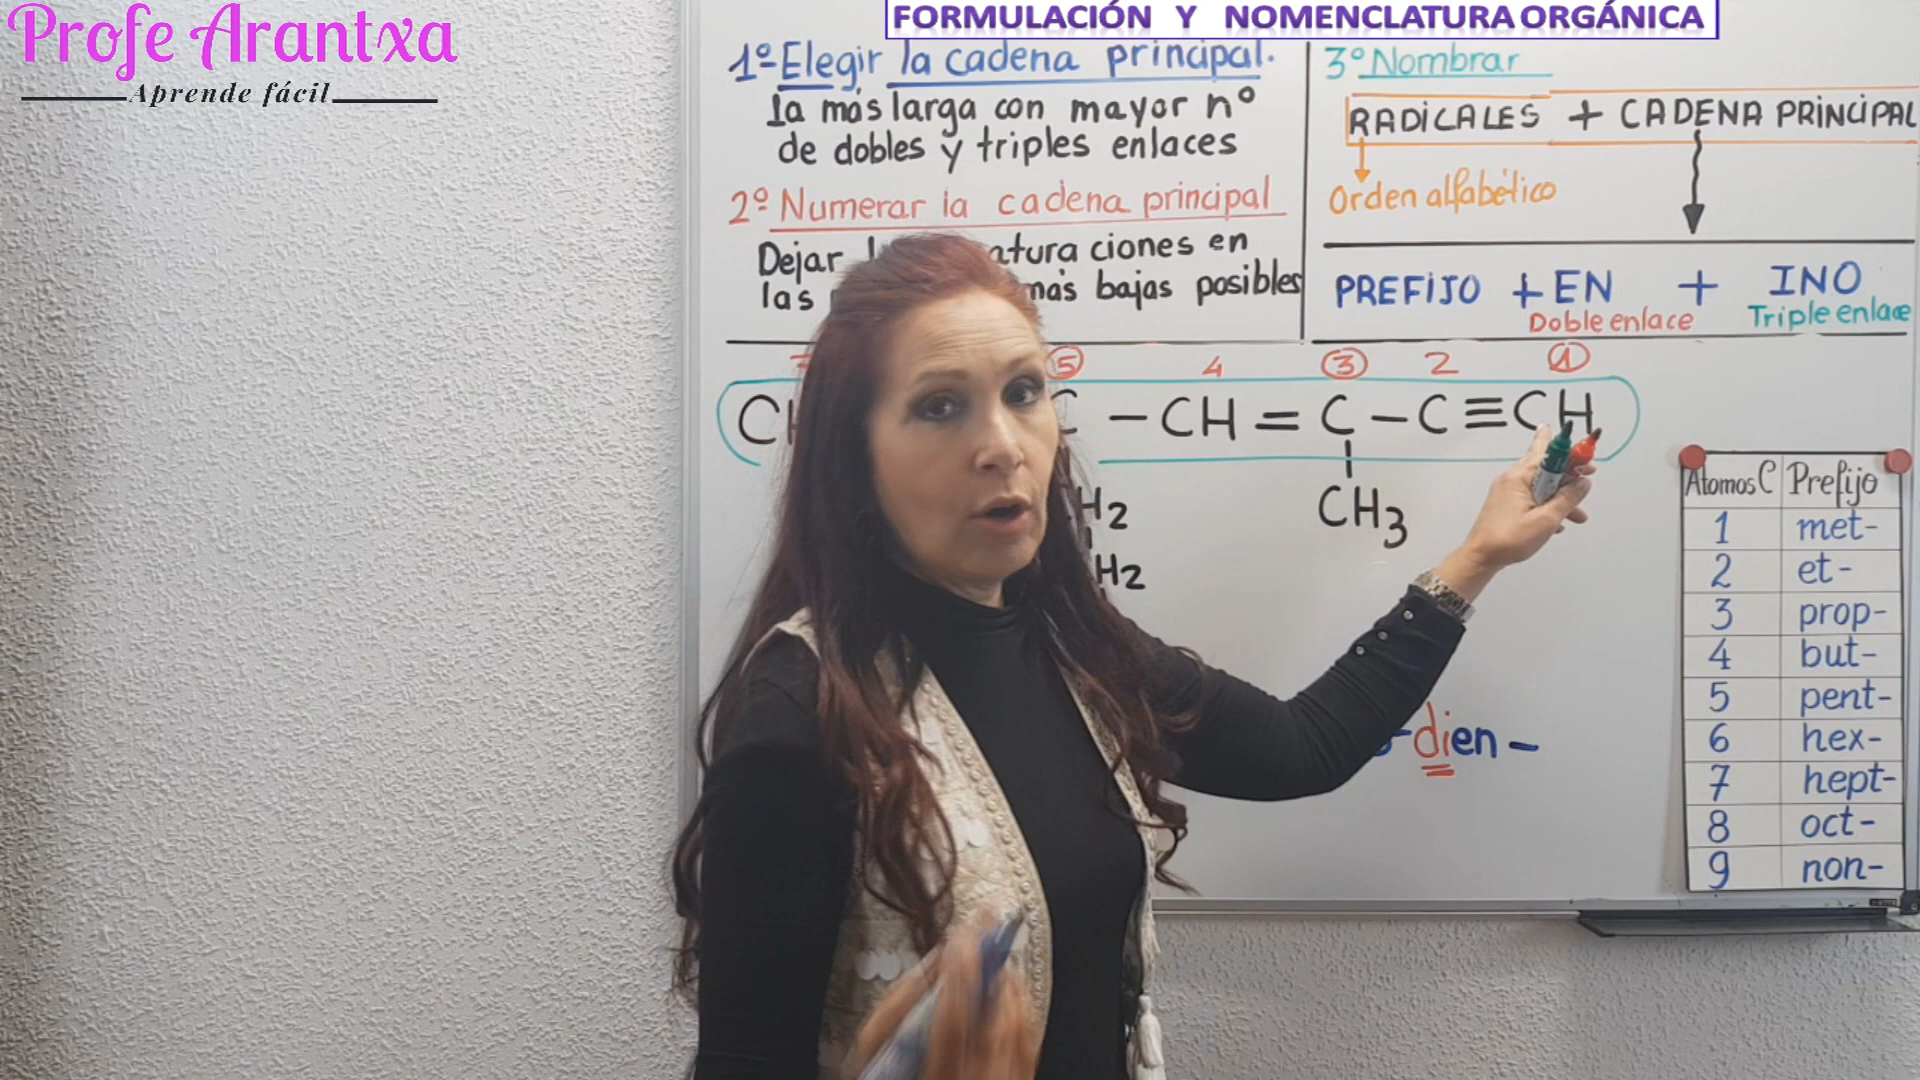 Profe Arantxa
Aprende fácil
FORMULACIÓN Y NOMENCLATURA ORGÁNICA
1º Elegir la cadena principal.
la más larga con mayor nº
de dobles y triples enlaces
2º Numerar la cadena principal
Dejar ciones en
las más bajas posibles
3º Nombrar
RADICALES + CADENA PRINCIPAL
Orden alfabético
PREFIJO + EN + INO
Doble enlace Triple enlace
5 4 3 2 1
C – CH = C – C ≡ CH
CH3
H2
H2
dien –
Atomos C Prefijo
1 met-
2 et-
3 prop-
4 but-
5 pent-
6 hex-
7 hept-
8 oct-
9 non-